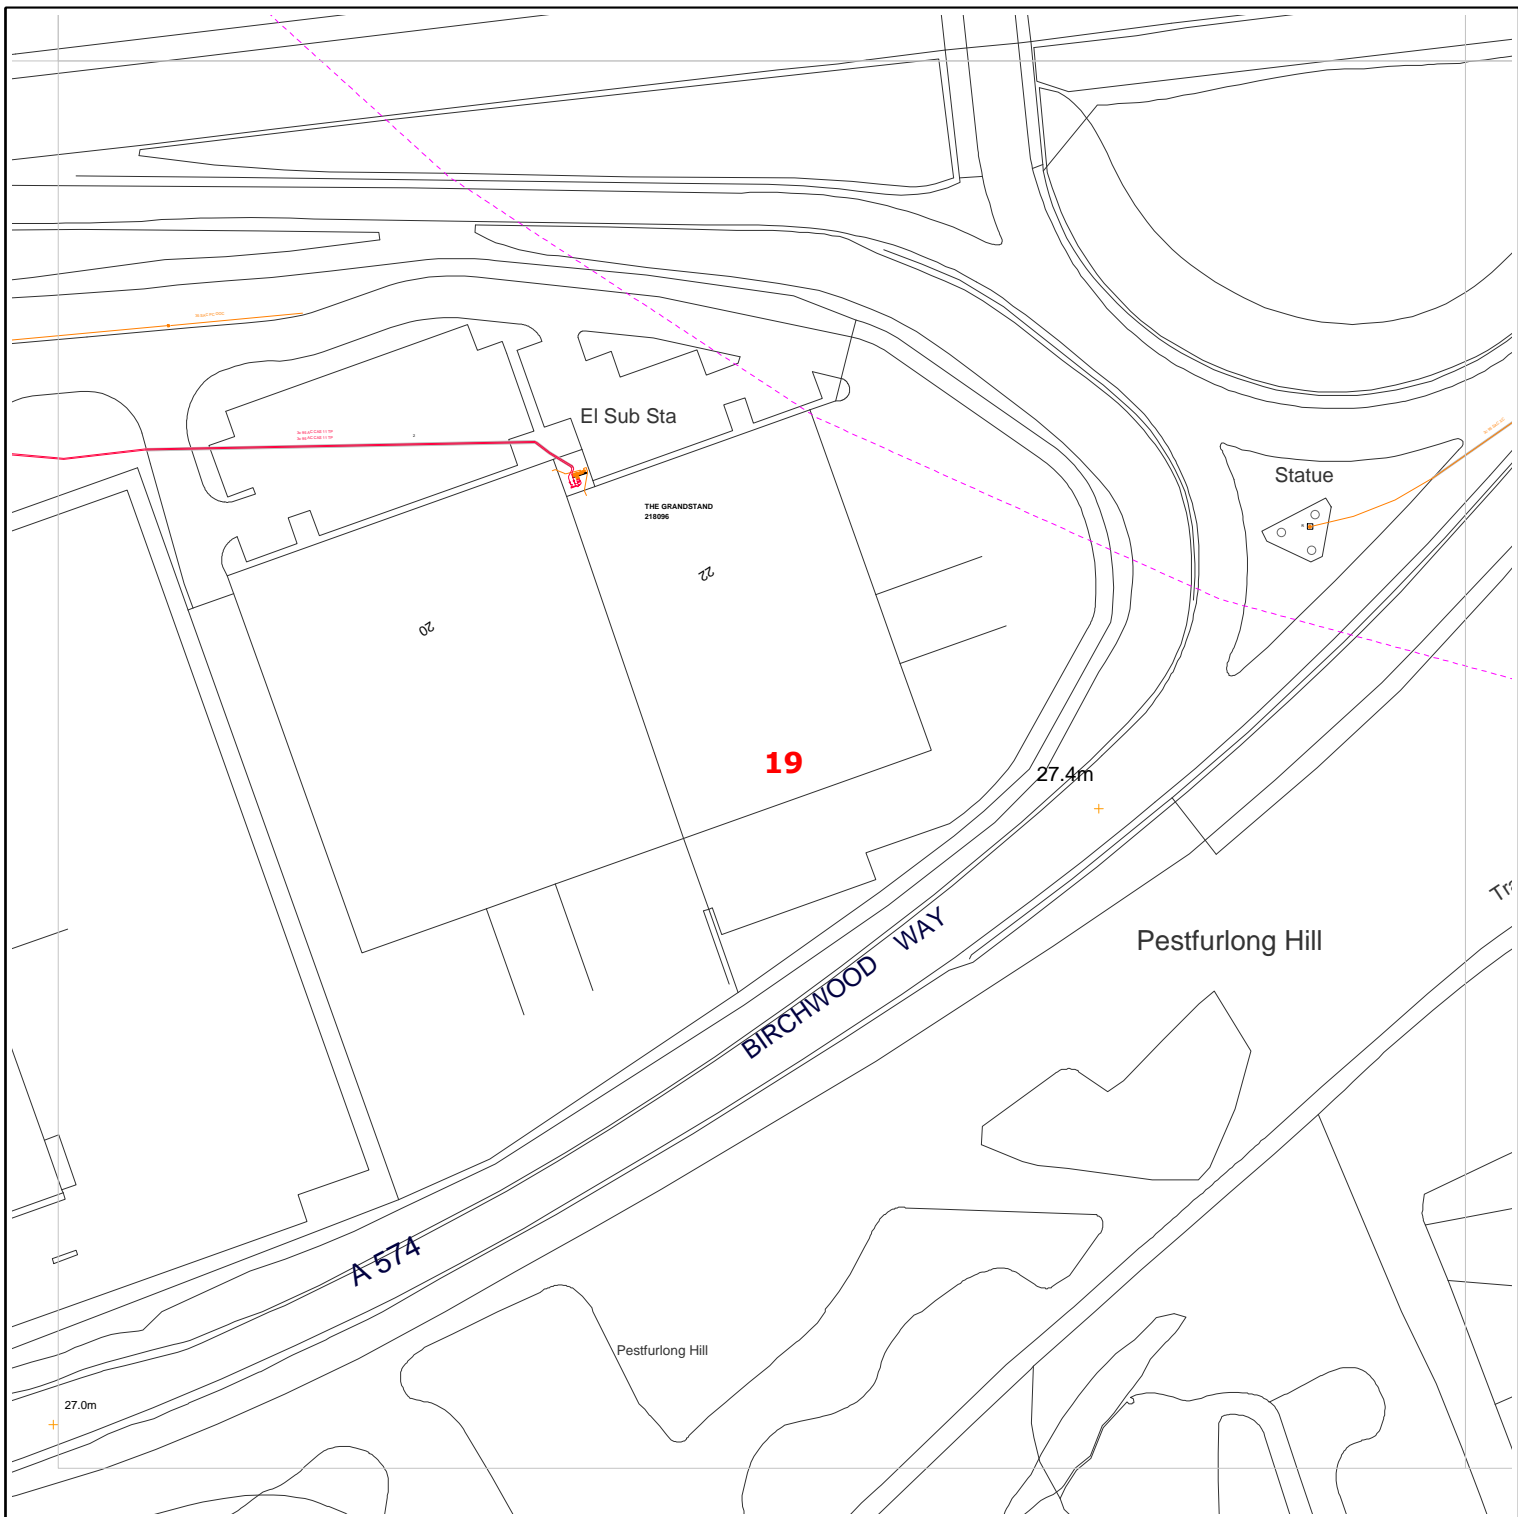 El Sub Sta
Statue
THE GRANDSTAND
218096
22
20
19
27.4m
BIRCHWOOD WAY
Pestfurlong Hill
A 574
Pestfurlong Hill
27.0m